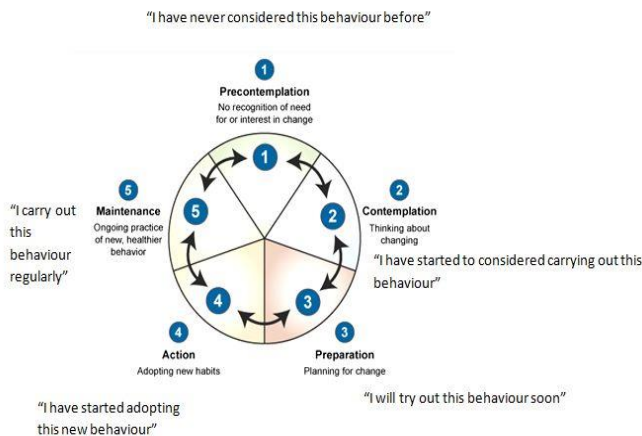 “I have never considered this behaviour before”
1
Precontemplation
No recognition of need
for or interest in change
1
2
Contemplation
Thinking about
changing
“I have started to considered carrying out this
behaviour”
2
3
Preparation
Planning for change
“I will try out this behaviour soon”
3
4
Action
Adopting new habits
“I have started adopting
this new behaviour”
4
5
Maintenance
Ongoing practice
of new, healthier
behavior
“I carry out
this
behaviour
regularly”
5